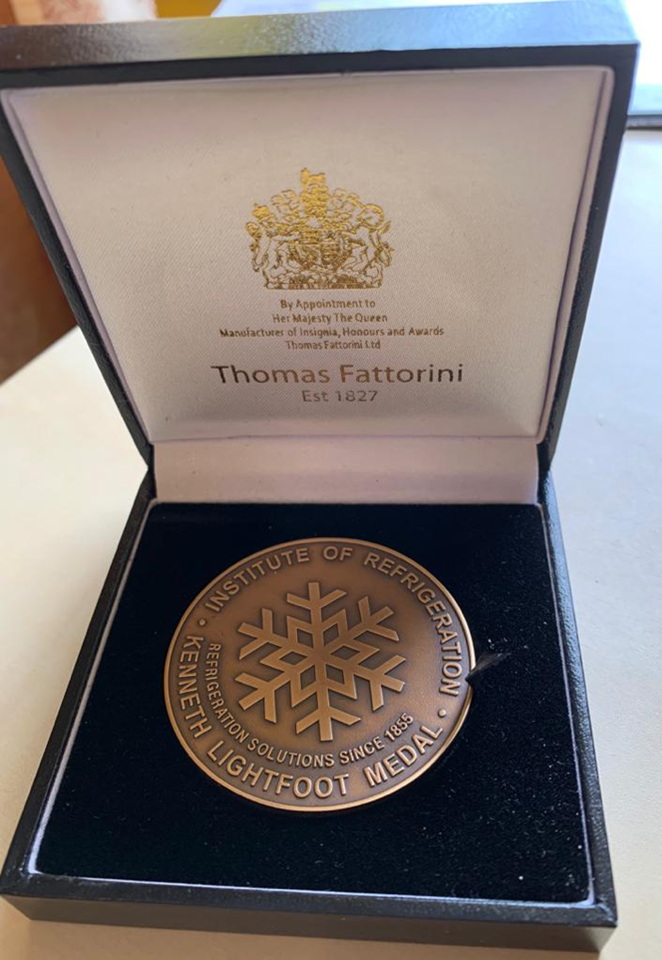 By Appointment to
Her Majesty The Queen
Manufacturer of Insignia, Honours and Awards
Thomas Fattorini Ltd
Thomas Fattorini
Est 1827
• INSTITUTE OF REFRIGERATION •
REFRIGERATION SOLUTIONS SINCE 1855
KENNETH LIGHTFOOT MEDAL